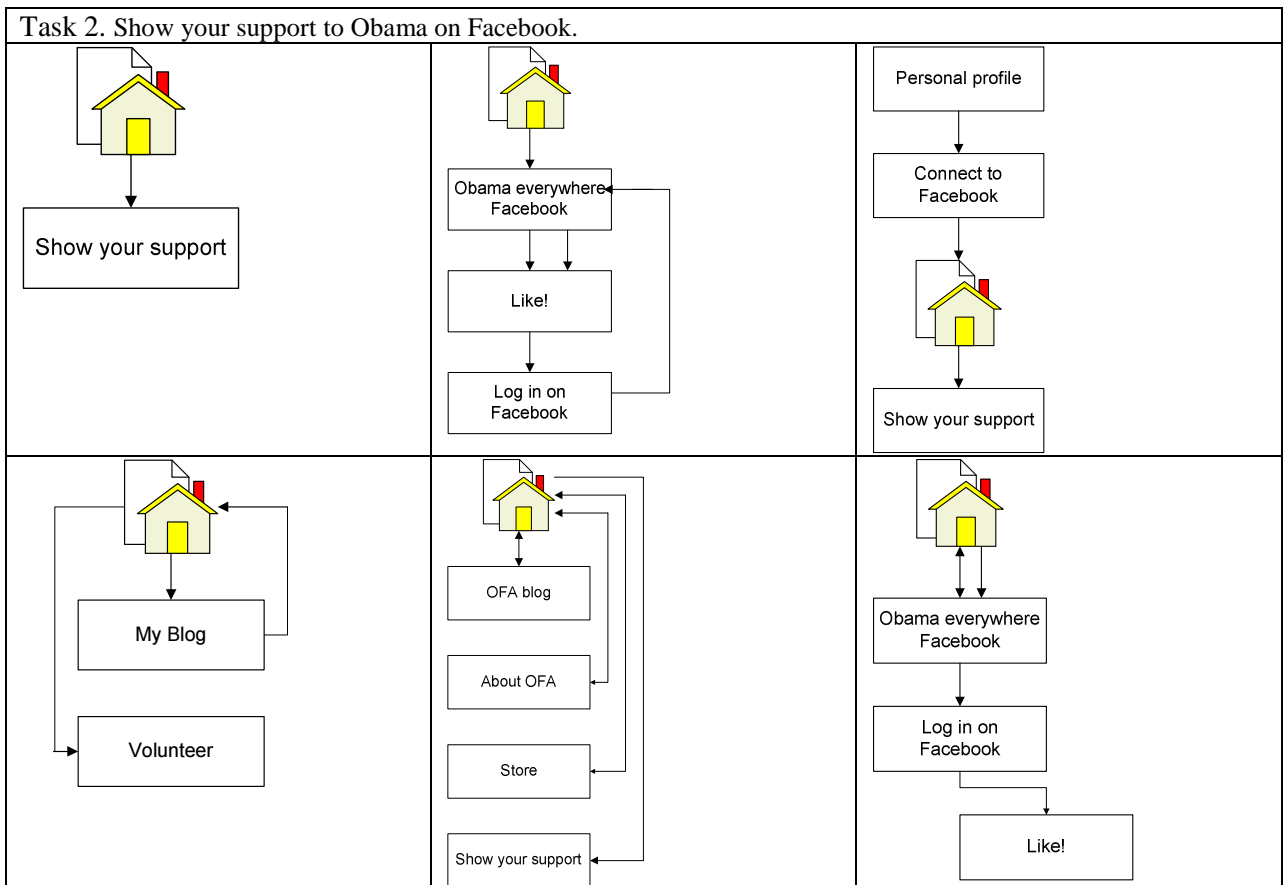 Task 2. Show your support to Obama on Facebook.
Show your support
Obama everywhere
Facebook
Like!
Log in on
Facebook
Personal profile
Connect to
Facebook
Show your support
My Blog
Volunteer
OFA blog
About OFA
Store
Show your support
Obama everywhere
Facebook
Log in on
Facebook
Like!